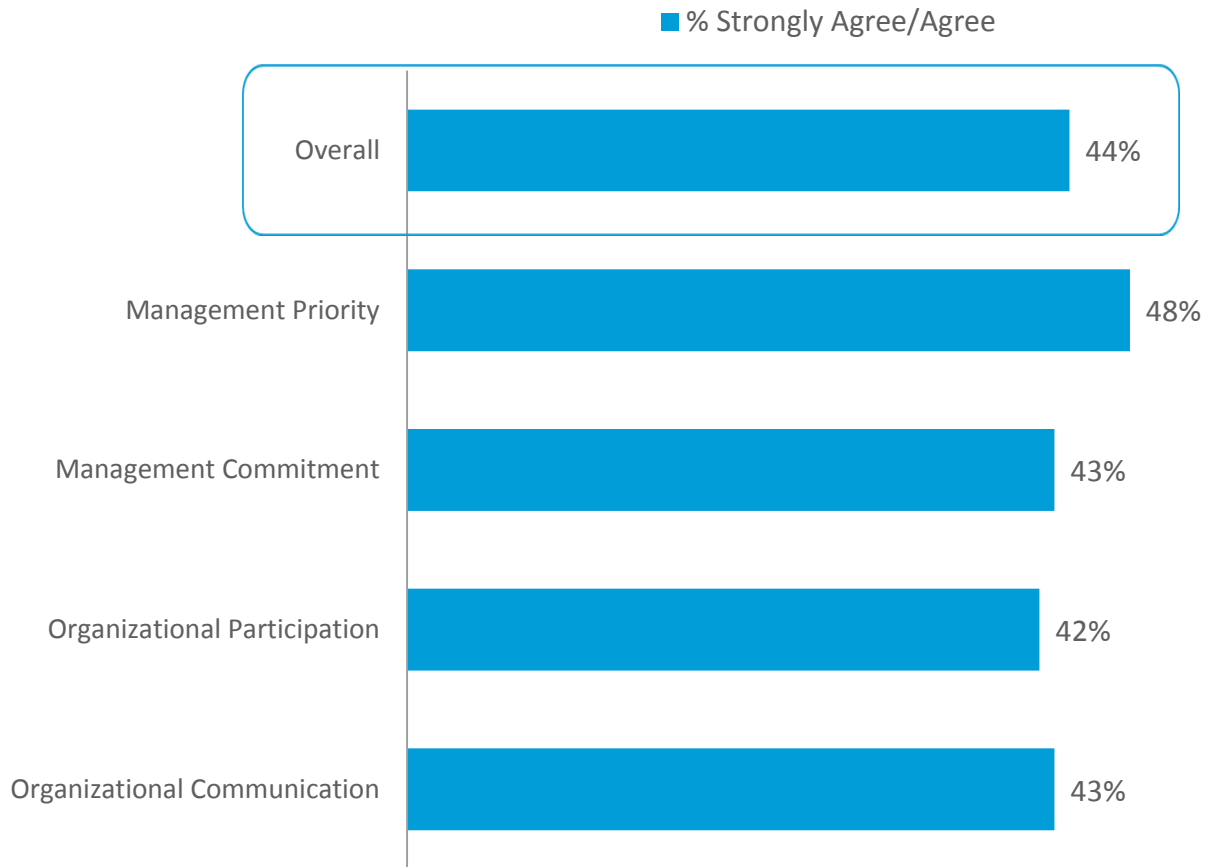 % Strongly Agree/Agree
Overall
44%
Management Priority
48%
Management Commitment
43%
Organizational Participation
42%
Organizational Communication
43%